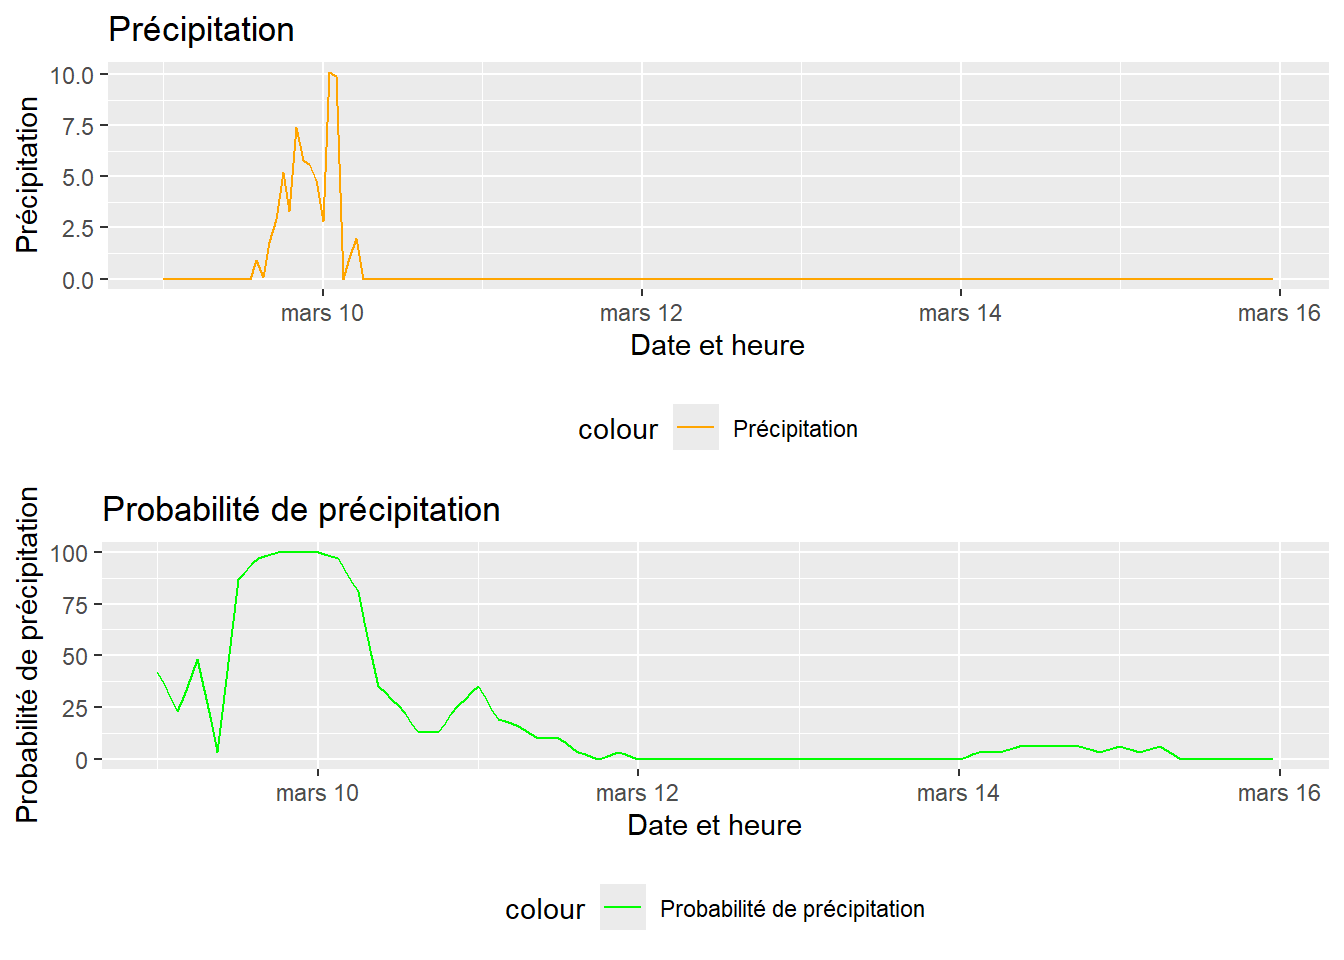 Précipitation
Précipitation
10.0
7.5
5.0
2.5
0.0
mars 10 mars 12 mars 14 mars 16
Date et heure
colour Précipitation
Probabilité de précipitation
Probabilité de précipitation
100
75
50
25
0
mars 10 mars 12 mars 14 mars 16
Date et heure
colour Probabilité de précipitation